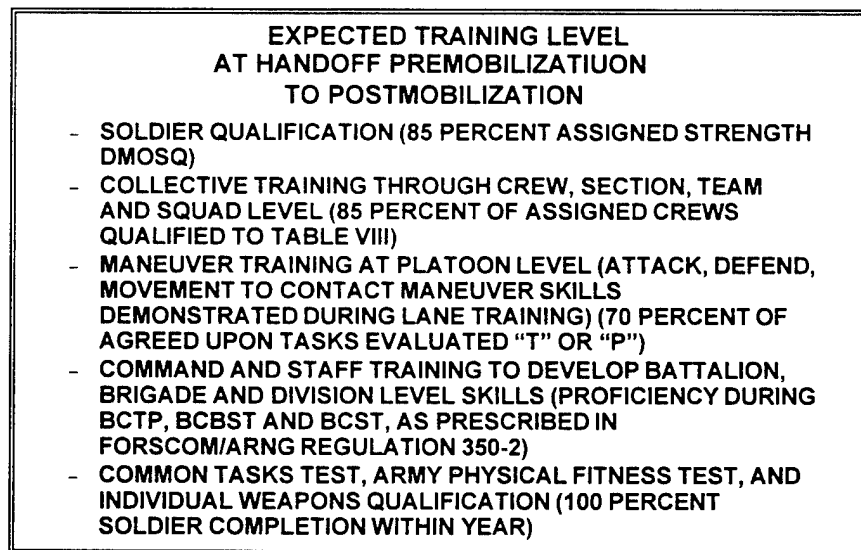 EXPECTED TRAINING LEVEL
AT HANDOFF PREMOBILIZATIUON
TO POSTMOBILIZATION
- SOLDIER QUALIFICATION (85 PERCENT ASSIGNED STRENGTH
DMOSQ)
- COLLECTIVE TRAINING THROUGH CREW, SECTION, TEAM
AND SQUAD LEVEL (85 PERCENT OF ASSIGNED CREWS
QUALIFIED TO TABLE VIII)
- MANEUVER TRAINING AT PLATOON LEVEL (ATTACK, DEFEND,
MOVEMENT TO CONTACT MANEUVER SKILLS
DEMONSTRATED DURING LANE TRAINING) (70 PERCENT OF
AGREED UPON TASKS EVALUATED “T” OR “P”)
- COMMAND AND STAFF TRAINING TO DEVELOP BATTALION,
BRIGADE AND DIVISION LEVEL SKILLS (PROFICIENCY DURING
BCTP, BCBST AND BCST, AS PRESCRIBED IN
FORSCOM/ARNG REGULATION 350-2)
- COMMON TASKS TEST, ARMY PHYSICAL FITNESS TEST, AND
INDIVIDUAL WEAPONS QUALIFICATION (100 PERCENT
SOLDIER COMPLETION WITHIN YEAR)